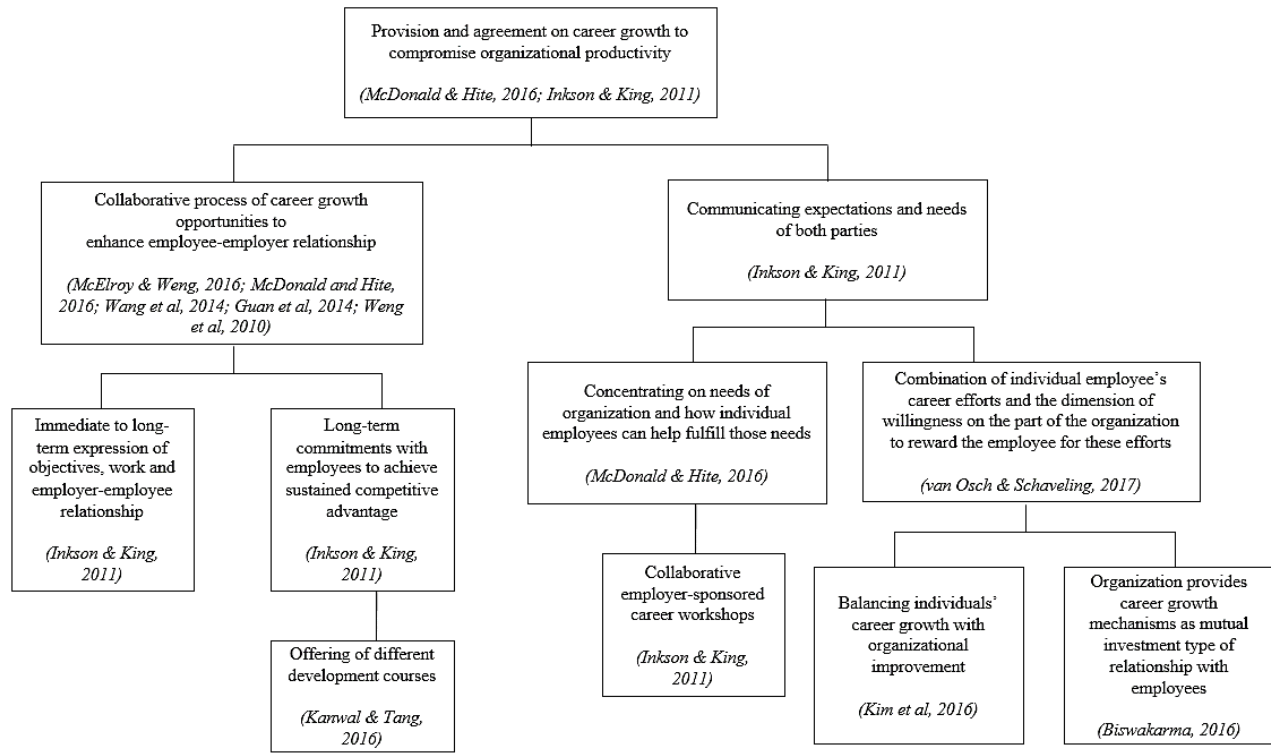 Provision and agreement on career growth to
compromise organizational productivity
(McDonald & Hite, 2016; Inkson & King, 2011)
Collaborative process of career growth
opportunities to
enhance employee-employer relationship
(McElroy & Weng, 2016; McDonald and Hite,
2016; Wang et al, 2014; Guan et al, 2014; Weng
et al, 2010)
Communicating expectations and needs
of both parties
(Inkson & King, 2011)
Immediate to long-
term expression of
objectives, work and
employer-employee
relationship
(Inkson & King,
2011)
Long-term
commitments with
employees to achieve
sustained competitive
advantage
(Inkson & King,
2011)
Concentrating on needs of
organization and how individual
employees can help fulfill those needs
(McDonald & Hite, 2016)
Combination of individual employee’s
career efforts and the dimension of
willingness on the part of the organization
to reward the employee for these efforts
(van Osch & Schaveling, 2017)
Offering of different
development courses
(Kanwal & Tang,
2016)
Collaborative
employer-sponsored
career workshops
(Inkson & King,
2011)
Balancing individuals’
career growth with
organizational
improvement
(Kim et al, 2016)
Organization provides
career growth
mechanisms as mutual
investment type of
relationship with
employees
(Biswakarma, 2016)